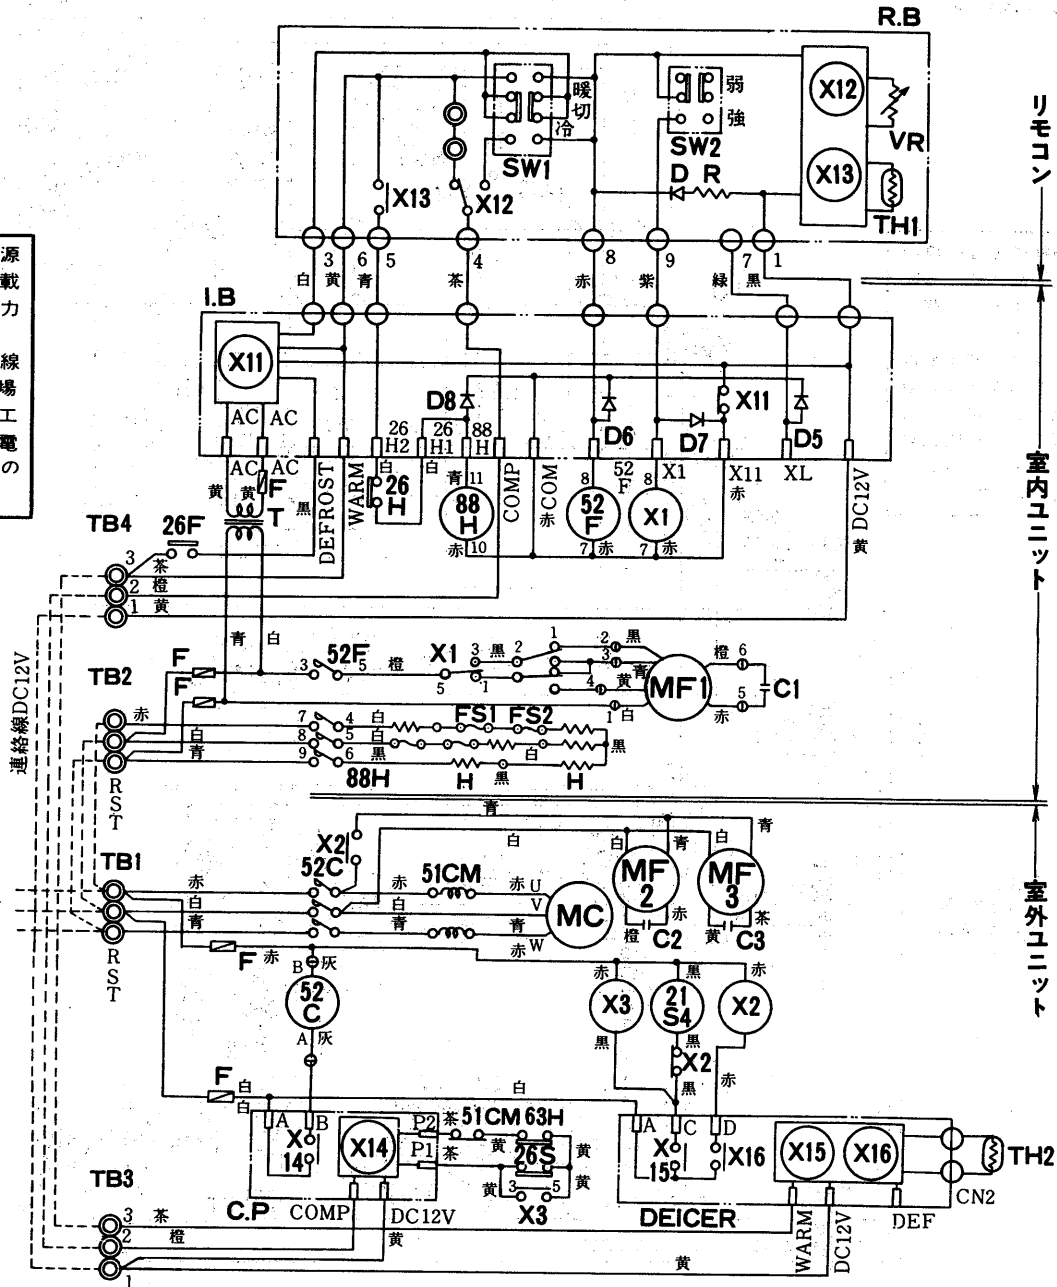 R.B
X12
X13
VR
TH1
リモコン
暖
切
冷
SW1
弱
強
SW2
D R
X13
X12
3 6 5 4 8 9 7 1
白 黄 青 茶 赤 紫 緑 黒
源
載
力
線
場
工
電
の
I.B
X11
D8
D6
D7
X11
D5
AC AC
26
H2
26
H1
88
H
AC AC
黄 黄 F
T
黒
DEFROST
WARM
白
26
H
白
青 11
88
H
赤 10
COMP
赤 COM
8
52
F
52
F
7 赤
8
X1
X1
7 赤
X11
赤
XL
DC12V
黄
室内ユニット
TB4
26F
3 茶
2 橙
1 黄
青 白
連絡線DC12V
TB2
F
F
3 52F 5 橙 X1
5
3 黒 2 1
1
2 黒
3 青
4 黄
1 白
MF1
橙 6
赤 5
C1
赤
白
青
R
S
T
7 4 白 FS1 FS2
8 5 白 白 黒
9 6 黒
88H H 黒 H
青
TB1
赤
白
青
R
S
T
X2
52C
51CM
赤 赤 U
V
青 青
赤 W
MC
白 青 白 青
MF
2
MF
3
橙 赤 C2
黄 茶 C3
F 赤
B 灰
52
C
A 灰
赤 黒 赤
X3
21
S4
X2
黒 黒
X2
黒 赤
室外ユニット
F 白
白 白
A B
X
14
X14
P2 茶 51CM 63H
P1 茶 26S 黄
黄 3 5 黄
X3
C.P COMP DC12V
黄
A C D
X
15
X16
X15
X16
TH2
CN2
DEICER WARM DC12V DEF
TB3
3 茶
2 橙
1
黄